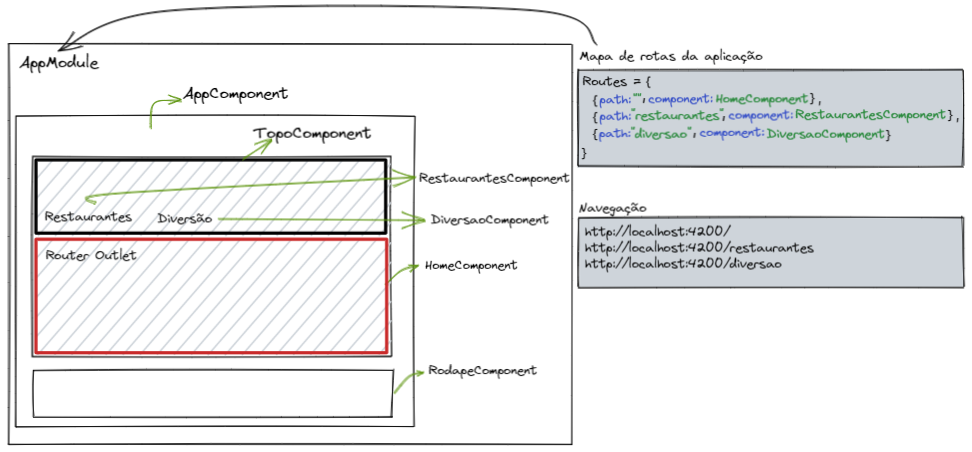 AppModule
AppComponent
TopoComponent
RestaurantesComponent
Restaurantes
Diversão
DiversaoComponent
Router Outlet
HomeComponent
RodapeComponent
Mapa de rotas da aplicação
Routes = {
{path:"", component: HomeComponent},
{path:"restaurantes", component: RestaurantesComponent},
{path:"diversao", component: DiversaoComponent}
}
Navegação
http://localhost:4200/
http://localhost:4200/restaurantes
http://localhost:4200/diversao